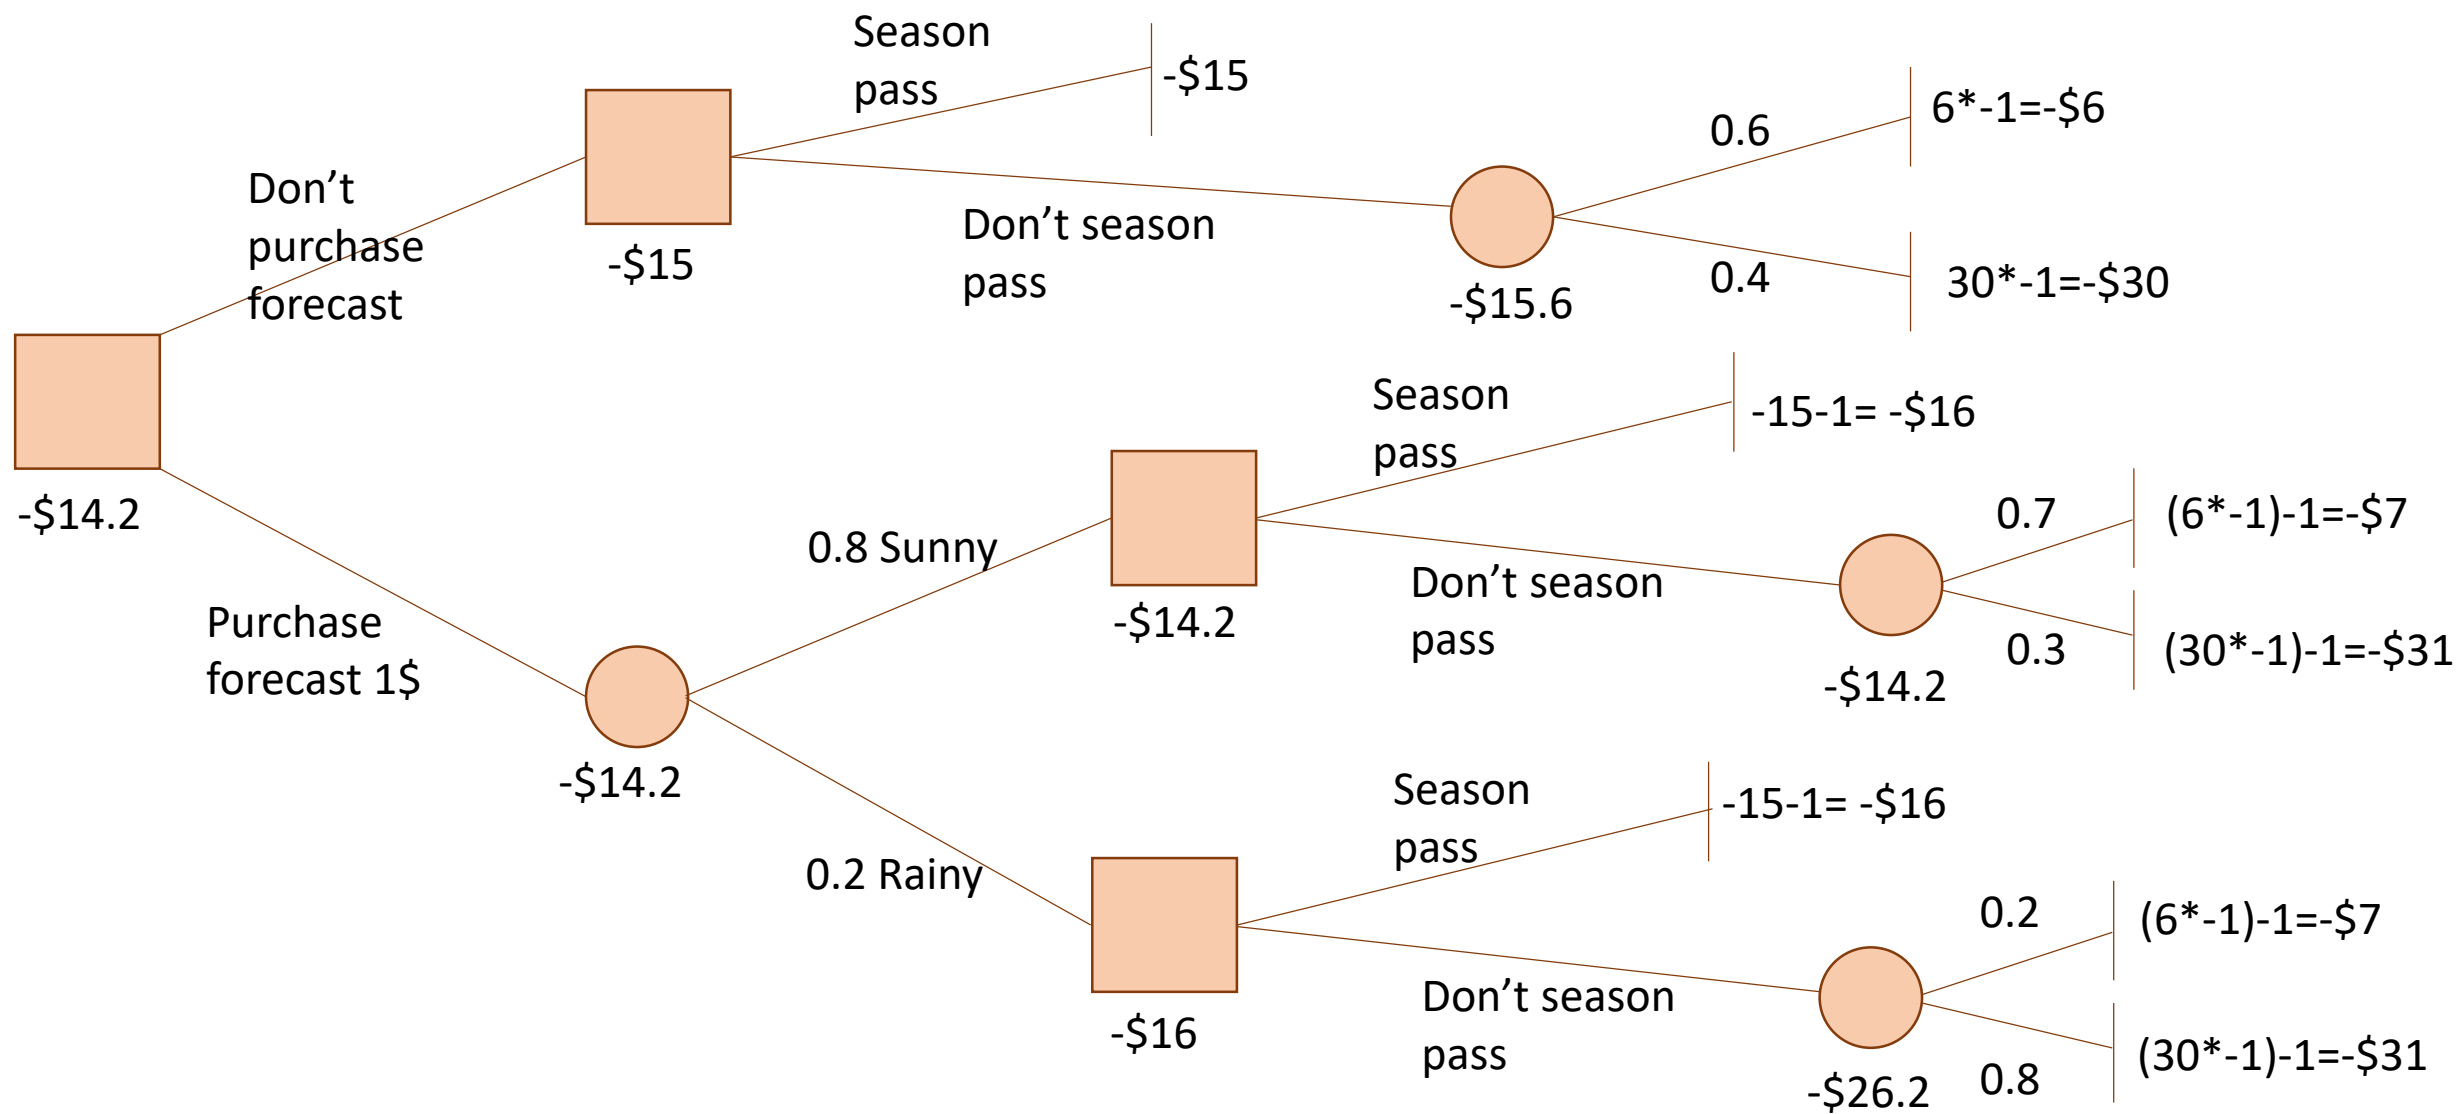 Season
pass
-$15
Don’t
purchase
forecast
-$15
Don’t season
pass
0.6
6*-1=-$6
0.4
30*-1=-$30
-$15.6
-$14.2
Purchase
forecast 1$
-$14.2
0.8 Sunny
Season
pass
-15-1= -$16
-$14.2
Don’t season
pass
0.7
(6*-1)-1=-$7
0.3
(30*-1)-1=-$31
-$14.2
0.2 Rainy
Season
pass
-15-1= -$16
-$16
Don’t season
pass
0.2
(6*-1)-1=-$7
0.8
(30*-1)-1=-$31
-$26.2